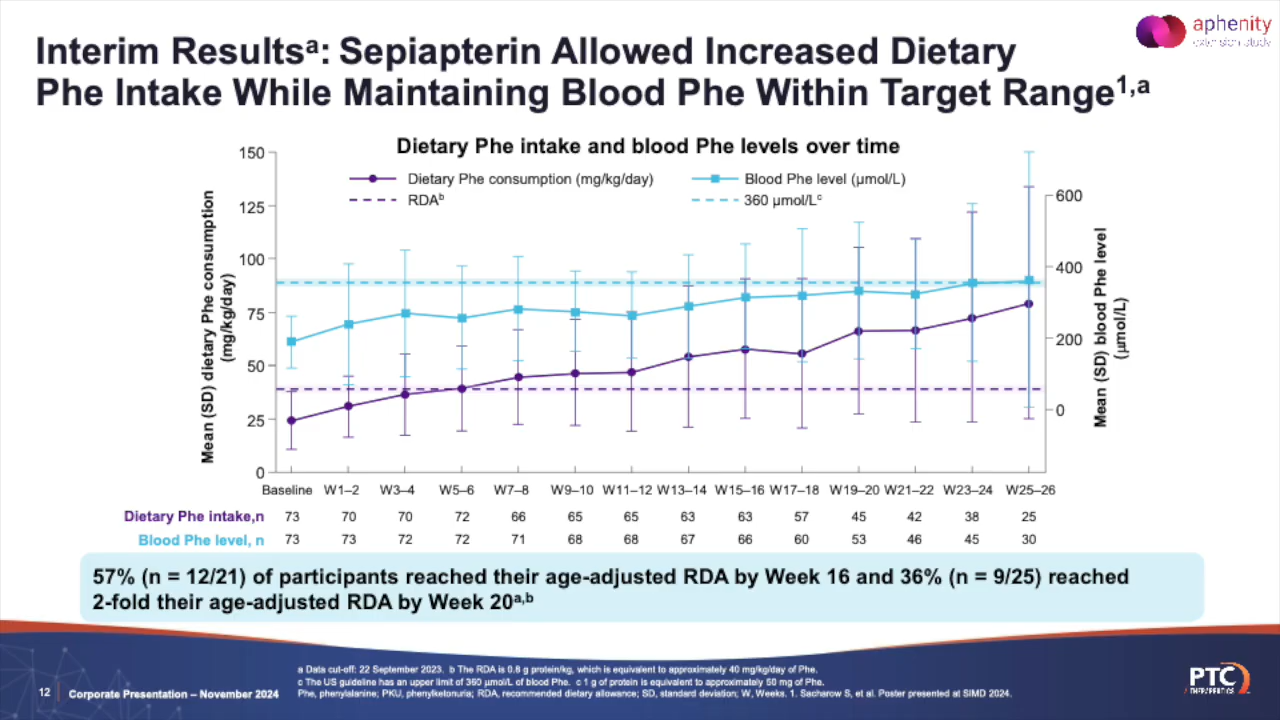 aphenity
extension study
Interim Resultsᵃ: Sepiapterin Allowed Increased Dietary
Phe Intake While Maintaining Blood Phe Within Target Range¹,ᵃ
Dietary Phe intake and blood Phe levels over time
Dietary Phe consumption (mg/kg/day)
Blood Phe level (µmol/L)
RDAᵇ
360 µmol/Lᶜ
Mean (SD) dietary Phe consumption
(mg/kg/day)
150
125
100
75
50
25
0
600
400
200
0
Mean (SD) blood Phe level
(µmol/L)
Baseline W1–2 W3–4 W5–6 W7–8 W9–10 W11–12 W13–14 W15–16 W17–18 W19–20 W21–22 W23–24 W25–26
Dietary Phe intake,n 73 70 70 72 66 65 65 63 63 57 45 42 38 25
Blood Phe level, n 73 73 72 72 71 68 68 67 66 60 53 46 45 30
57% (n = 12/21) of participants reached their age-adjusted RDA by Week 16 and 36% (n = 9/25) reached
2-fold their age-adjusted RDA by Week 20ᵃ,ᵇ
a Data cut-off: 22 September 2023. b The RDA is 0.8 g protein/kg, which is equivalent to approximately 40 mg/kg/day of Phe.
c The US guideline has an upper limit of 360 µmol/L of blood Phe. c 1 g of protein is equivalent to approximately 50 mg of Phe.
Phe, phenylalanine; PKU, phenylketonuria; RDA, recommended dietary allowance; SD, standard deviation; W, Weeks. 1. Sacharow S, et al. Poster presented at SIMD 2024.
12 Corporate Presentation – November 2024
PTC
THERAPEUTICS